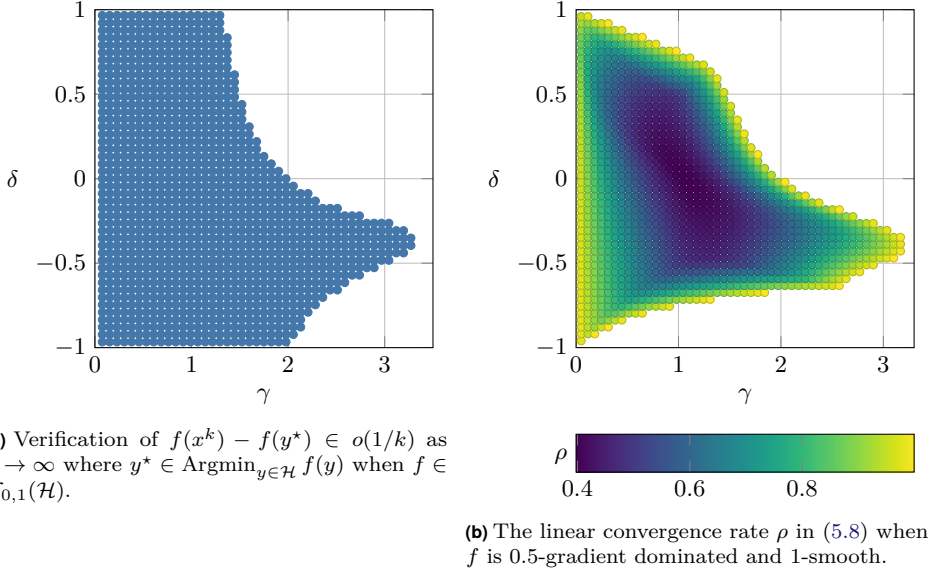 1
0.5
0
−0.5
−1
δ
0
1
2
3
γ
1
0.5
0
−0.5
−1
δ
0
1
2
3
γ
) Verification of f(x^k) − f(y^⋆) ∈ o(1/k) as
→ ∞ where y^⋆ ∈ Argmin_{y∈ℋ} f(y) when f ∈
_{0,1}(ℋ).
ρ
0.4
0.6
0.8
(b) The linear convergence rate ρ in (5.8) when
f is 0.5-gradient dominated and 1-smooth.